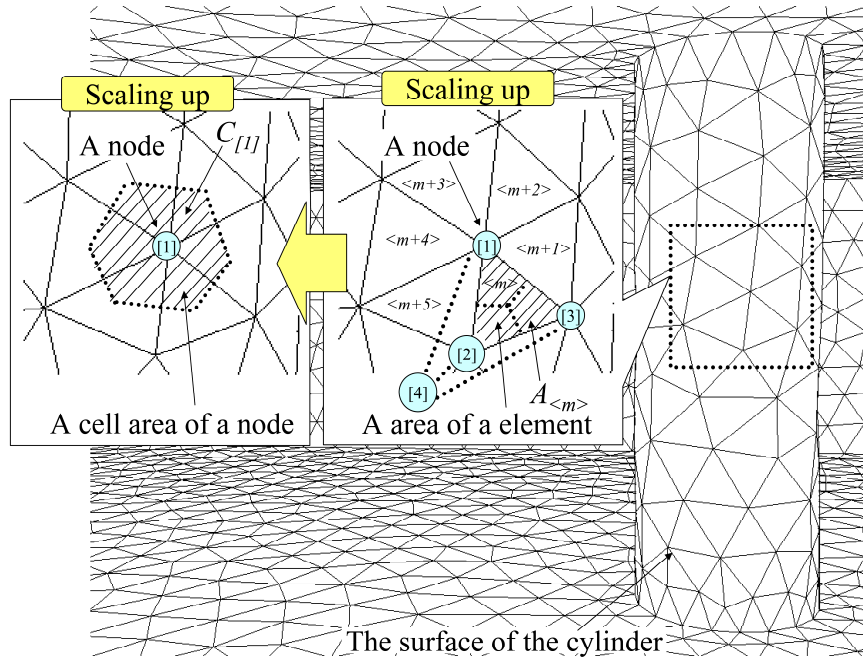 Scaling up
A node
C[1]
[1]
A cell area of a node
Scaling up
A node
<m+3>
<m+2>
[1]
<m+4>
<m+1>
<m>
<m+5>
[3]
[2]
[4]
A<m>
A area of a element
The surface of the cylinder